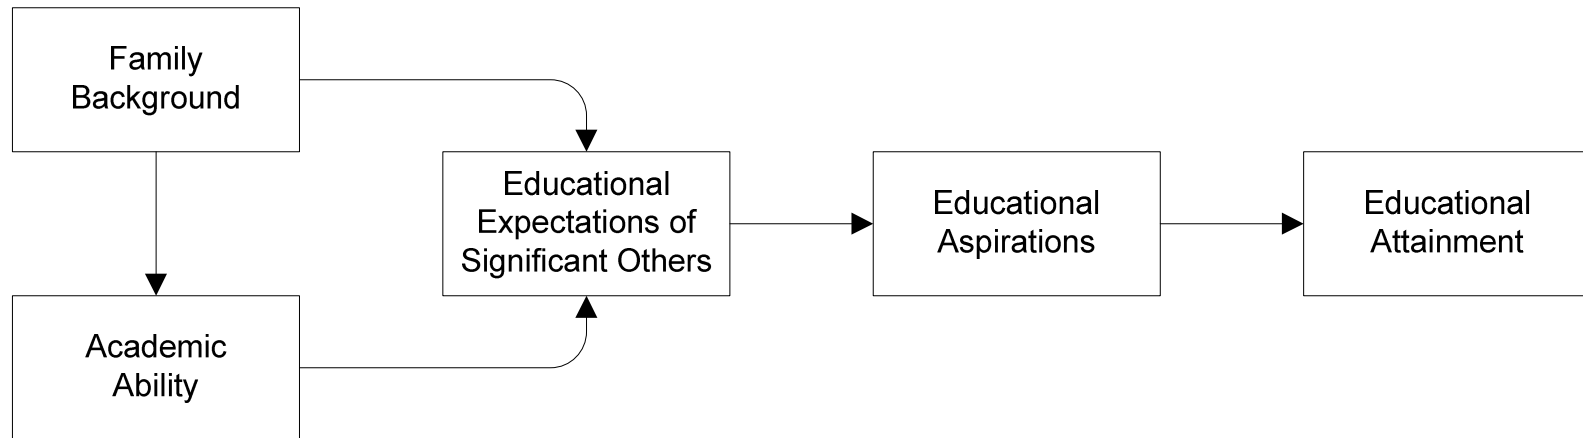 Family
Background
Educational
Expectations of
Significant Others
Educational
Aspirations
Educational
Attainment
Academic
Ability